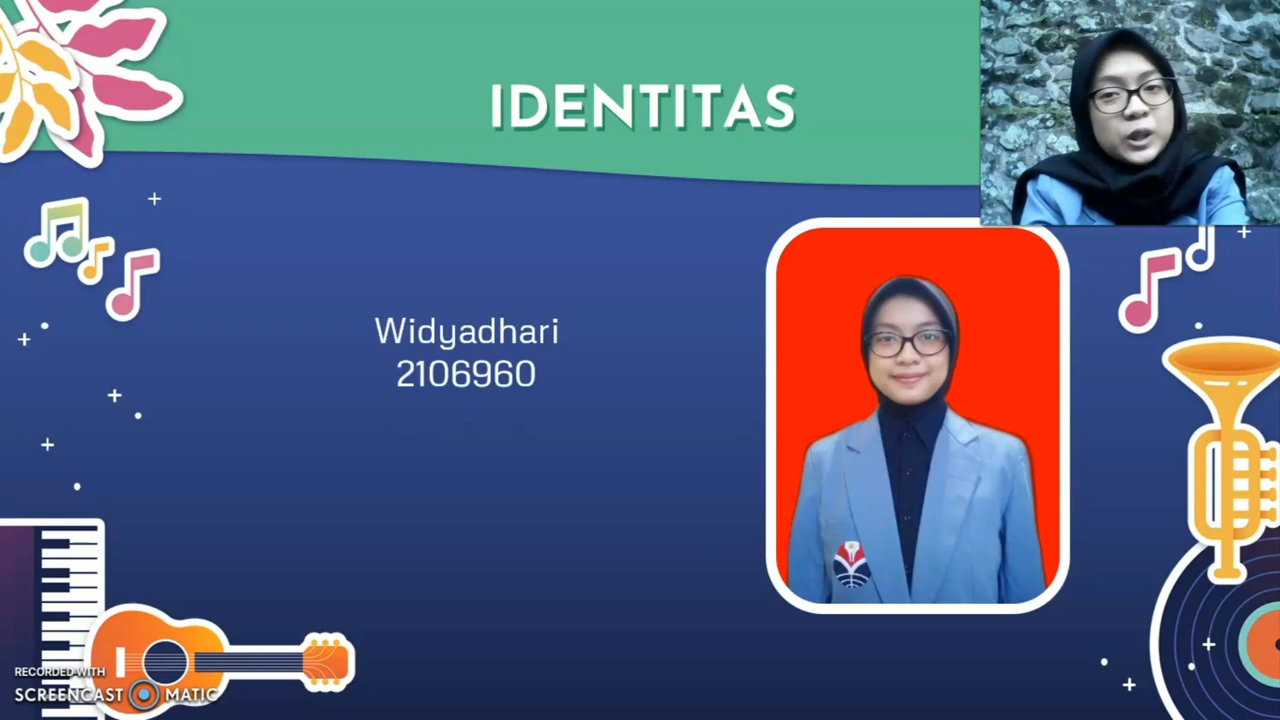 IDENTITAS
Widyadhari
2106960
RECORDED WITH
SCREENCAST MATIC